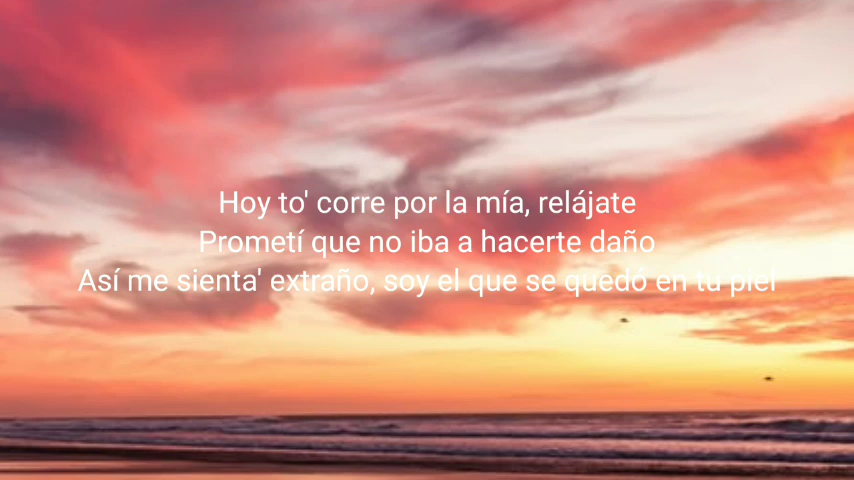 Hoy to' corre por la mía, relájate
Prometí que no iba a hacerte daño
Así me sienta' extraño, soy el que se quedó en tu piel